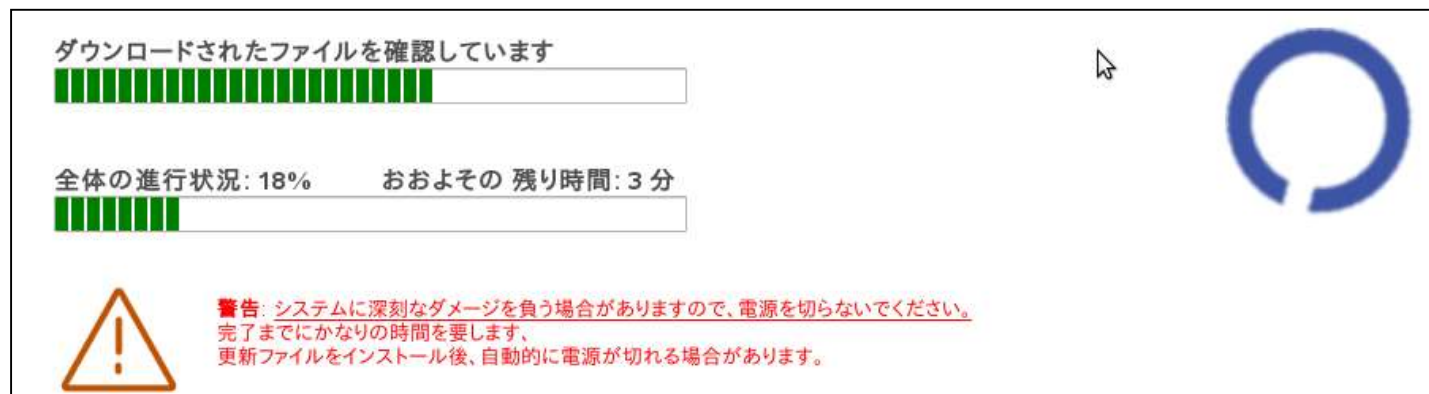 ダウンロードされたファイルを確認しています
全体の進行状況: 18% おおよその 残り時間: 3 分
警告: システムに深刻なダメージを負う場合がありますので、電源を切らないでください。
完了までにかなりの時間を要します、
更新ファイルをインストール後、自動的に電源が切れる場合があります。